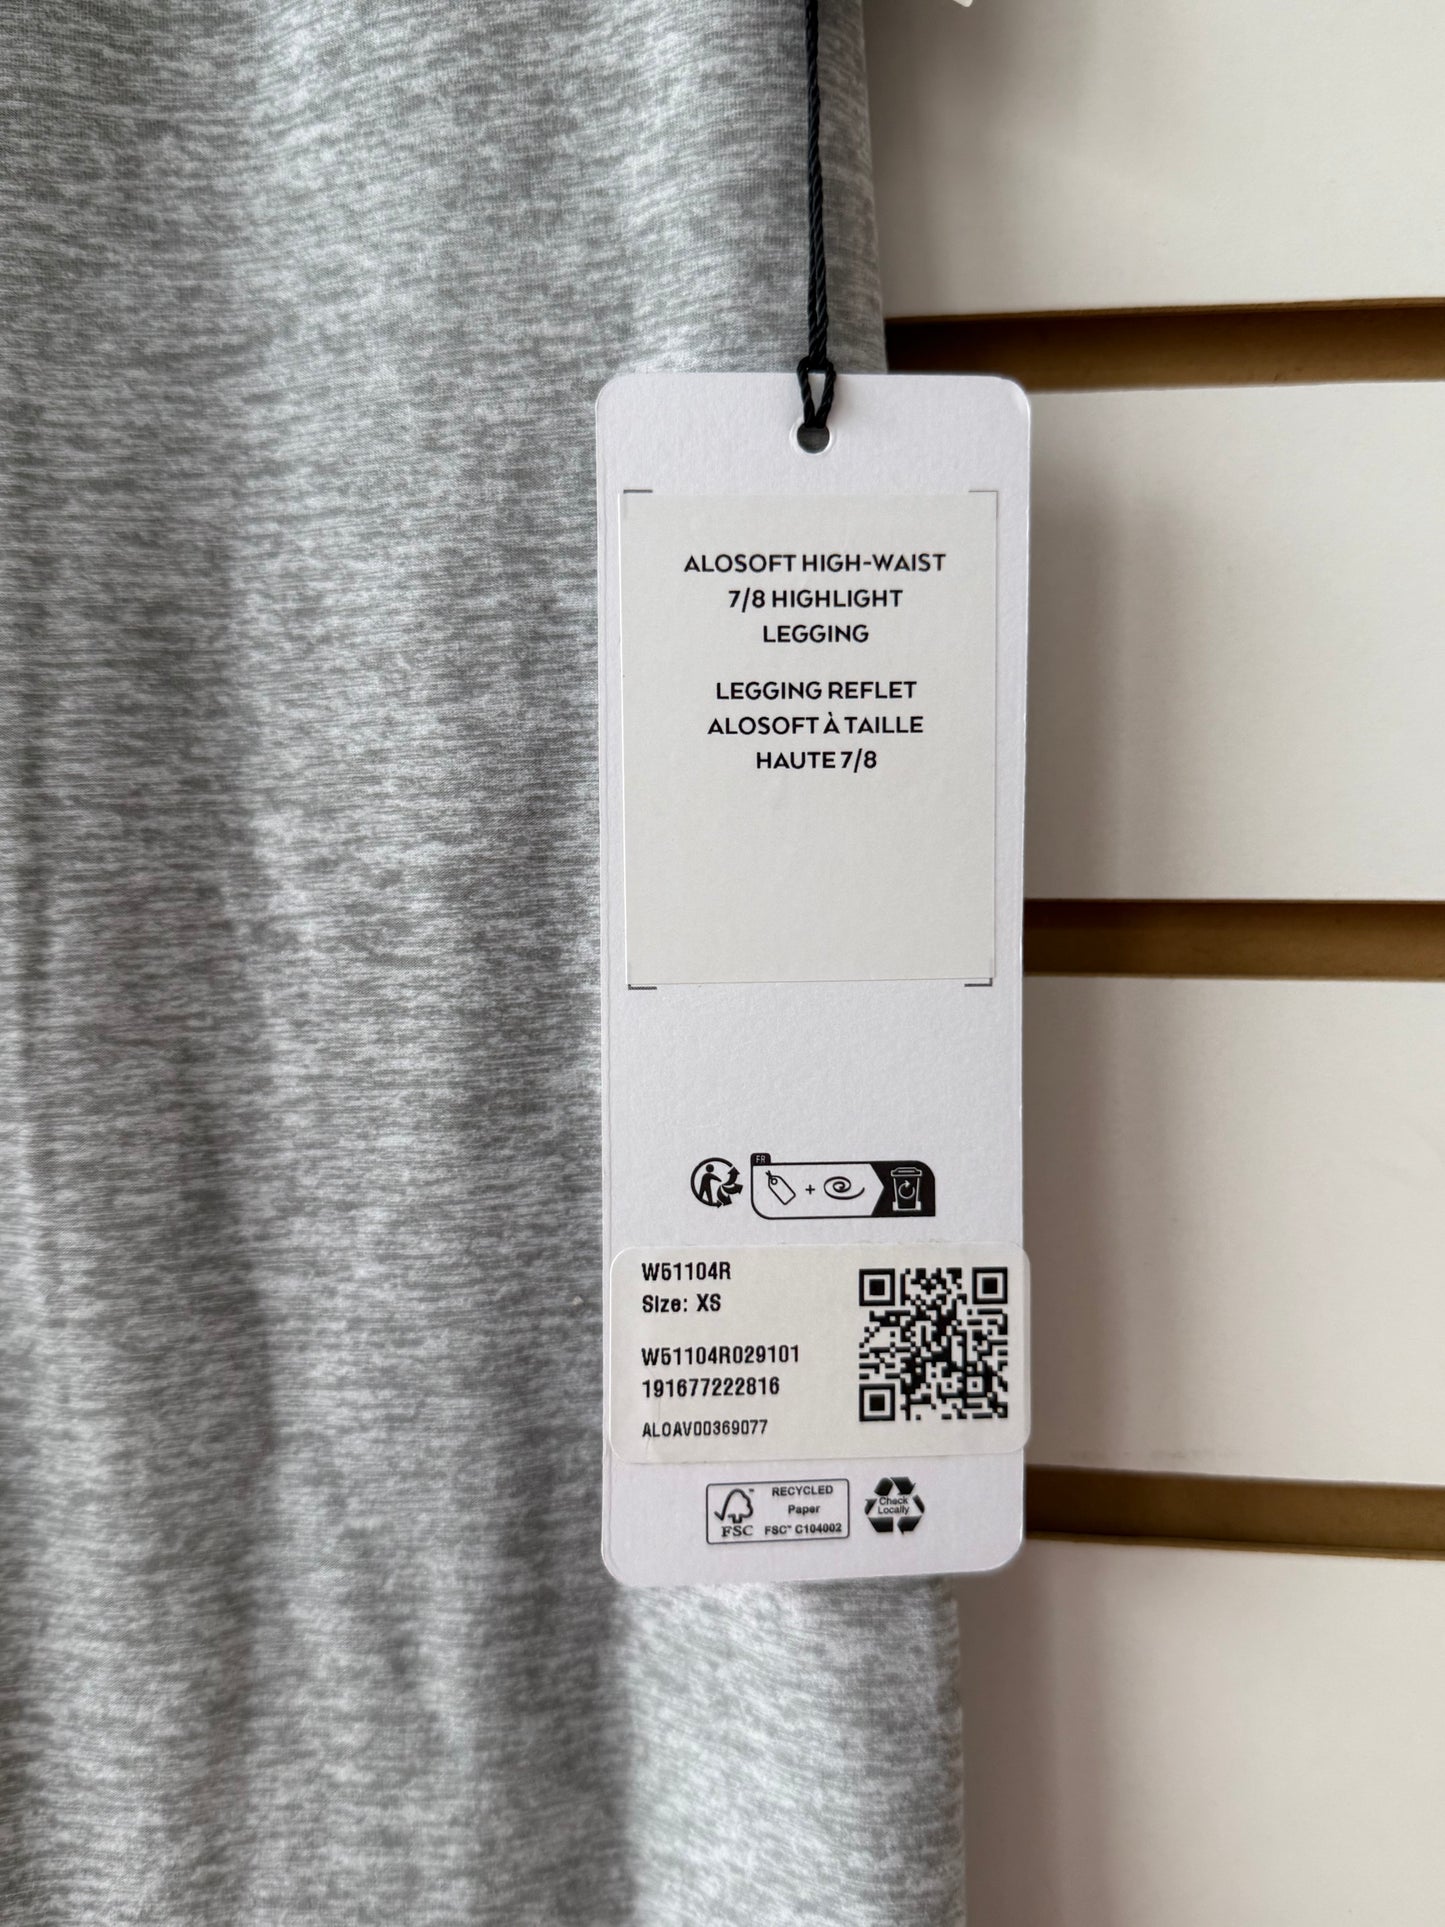 ALOSOFT HIGH-WAIST
7/8 HIGHLIGHT
LEGGING
LEGGING REFLET
ALOSOFT À TAILLE
HAUTE 7/8
FR
W51104R
Size: XS
W51104R029101
191677222816
ALOAV00369077
FSC™
RECYCLED
Paper
FSC™ C104002
Check
Locally